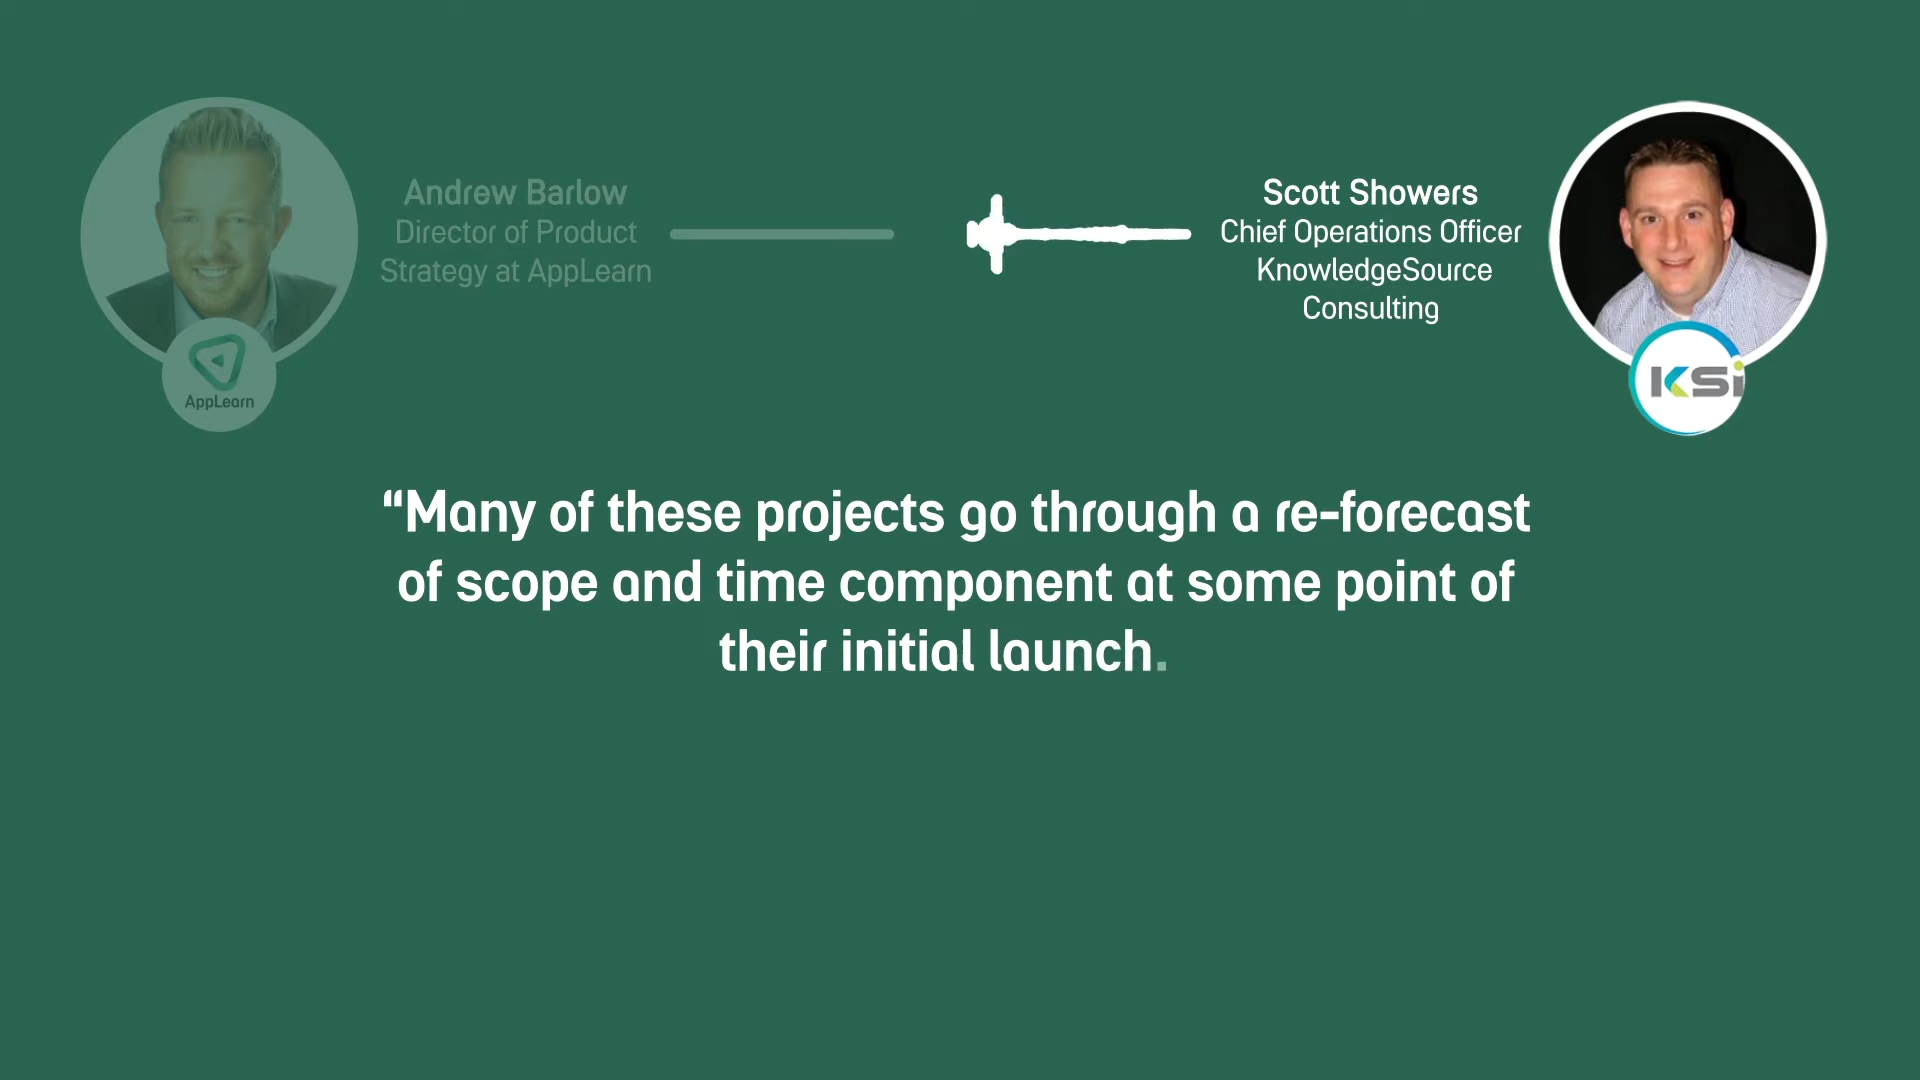 Andrew Barlow
Director of Product
Strategy at AppLearn
AppLearn
Scott Showers
Chief Operations Officer
KnowledgeSource
Consulting
KSi
“Many of these projects go through a re-forecast
of scope and time component at some point of
their initial launch.